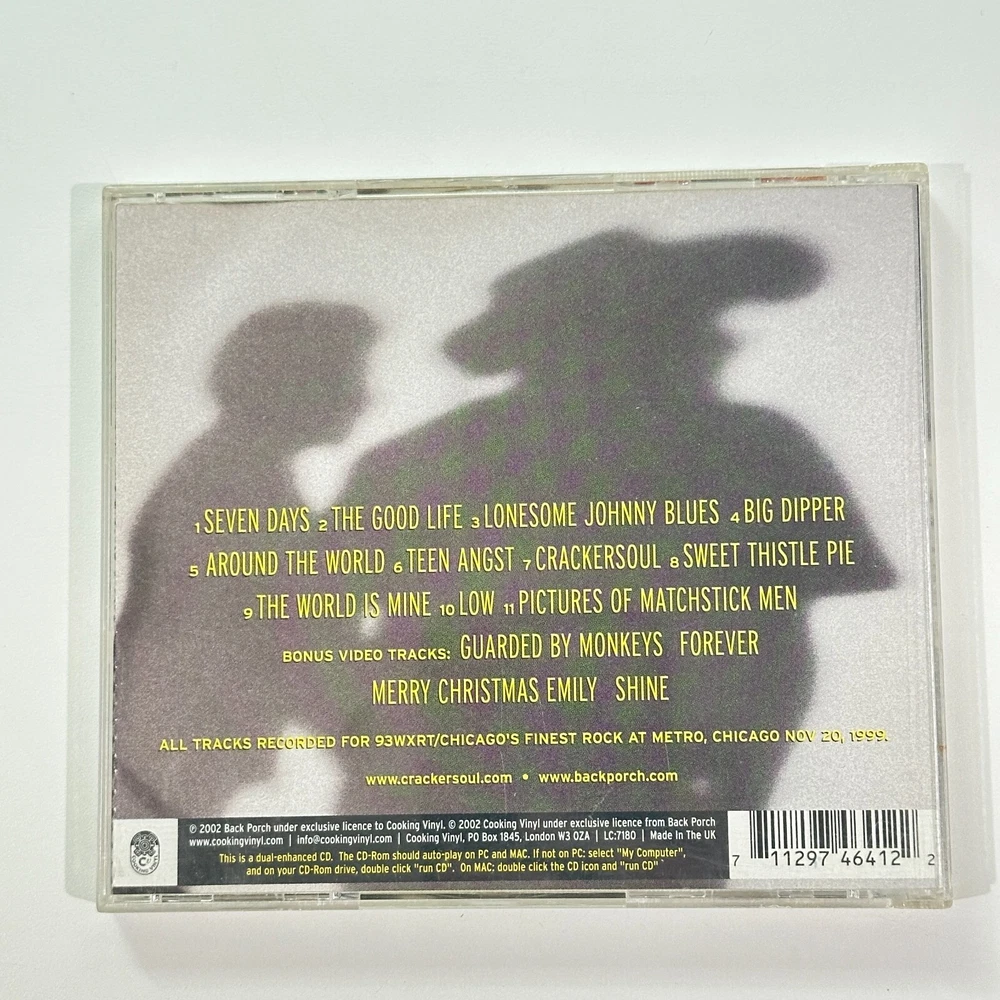 1 SEVEN DAYS 2 THE GOOD LIFE 3 LONESOME JOHNNY BLUES 4 BIG DIPPER
5 AROUND THE WORLD 6 TEEN ANGST 7 CRACKERSOUL 8 SWEET THISTLE PIE
9 THE WORLD IS MINE 10 LOW 11 PICTURES OF MATCHSTICK MEN
BONUS VIDEO TRACKS: GUARDED BY MONKEYS FOREVER
MERRY CHRISTMAS EMILY SHINE
ALL TRACKS RECORDED FOR 93WXRT/CHICAGO'S FINEST ROCK AT METRO, CHICAGO NOV 20, 1999.
www.crackersoul.com • www.backporch.com
℗ 2002 Back Porch under exclusive licence to Cooking Vinyl. © 2002 Cooking Vinyl under exclusive licence from Back Porch
www.cookingvinyl.com | info@cookingvinyl.com | Cooking Vinyl, PO Box 1845, London W3 0ZA | LC:7180 | Made In The UK
This is a dual-enhanced CD. The CD-Rom should auto-play on PC and MAC. If not on PC: select "My Computer",
and on your CD-Rom drive, double click "run CD". On MAC: double click the CD icon and "run CD"
7 11297 46412 2